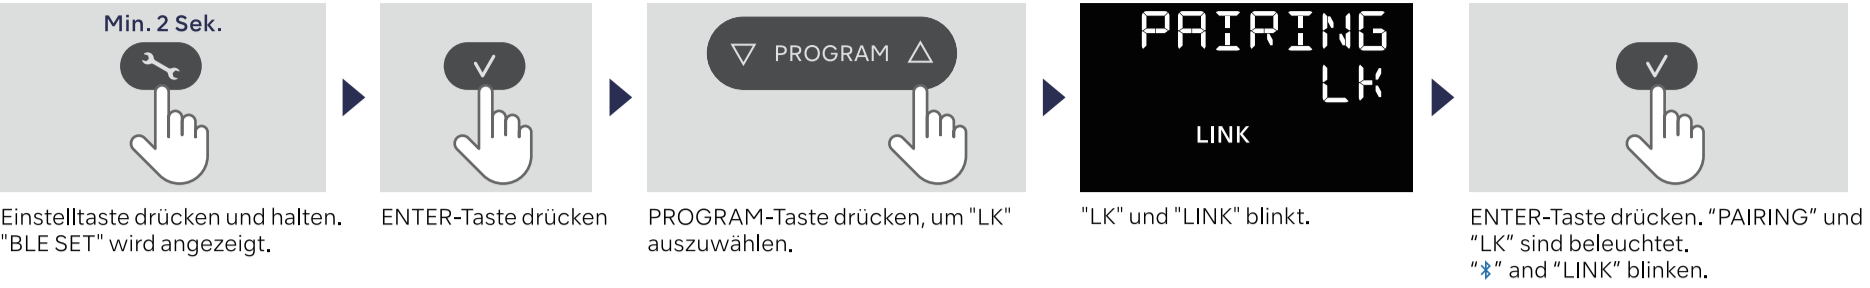 Min. 2 Sek.
Einstelltaste drücken und halten.
"BLE SET" wird angezeigt.
ENTER-Taste drücken
PROGRAM
PROGRAM-Taste drücken, um "LK"
auszuwählen.
PAIRING
LK
LINK
"LK" und "LINK" blinkt.
ENTER-Taste drücken. “PAIRING” und
“LK” sind beleuchtet.
“” and “LINK” blinken.